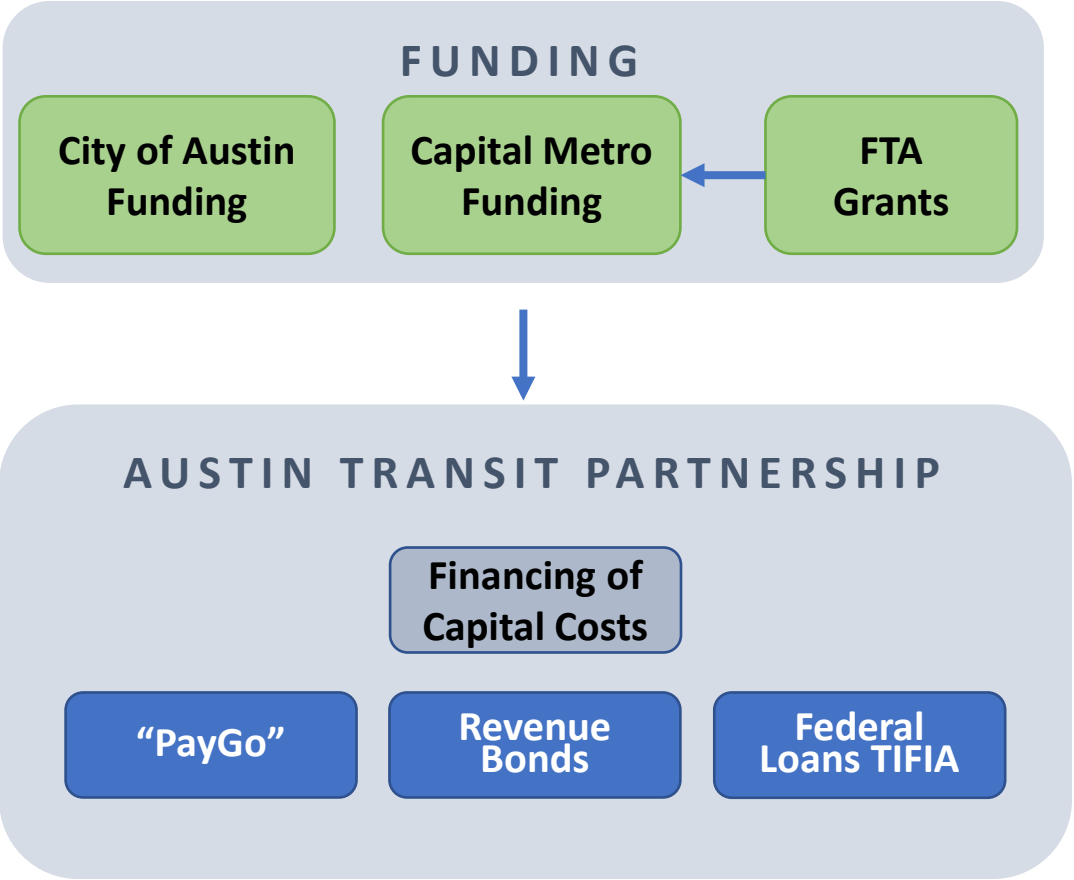 FUNDING
City of Austin
Funding
Capital Metro
Funding
FTA
Grants
AUSTIN TRANSIT PARTNERSHIP
Financing of
Capital Costs
“PayGo”
Revenue
Bonds
Federal
Loans TIFIA